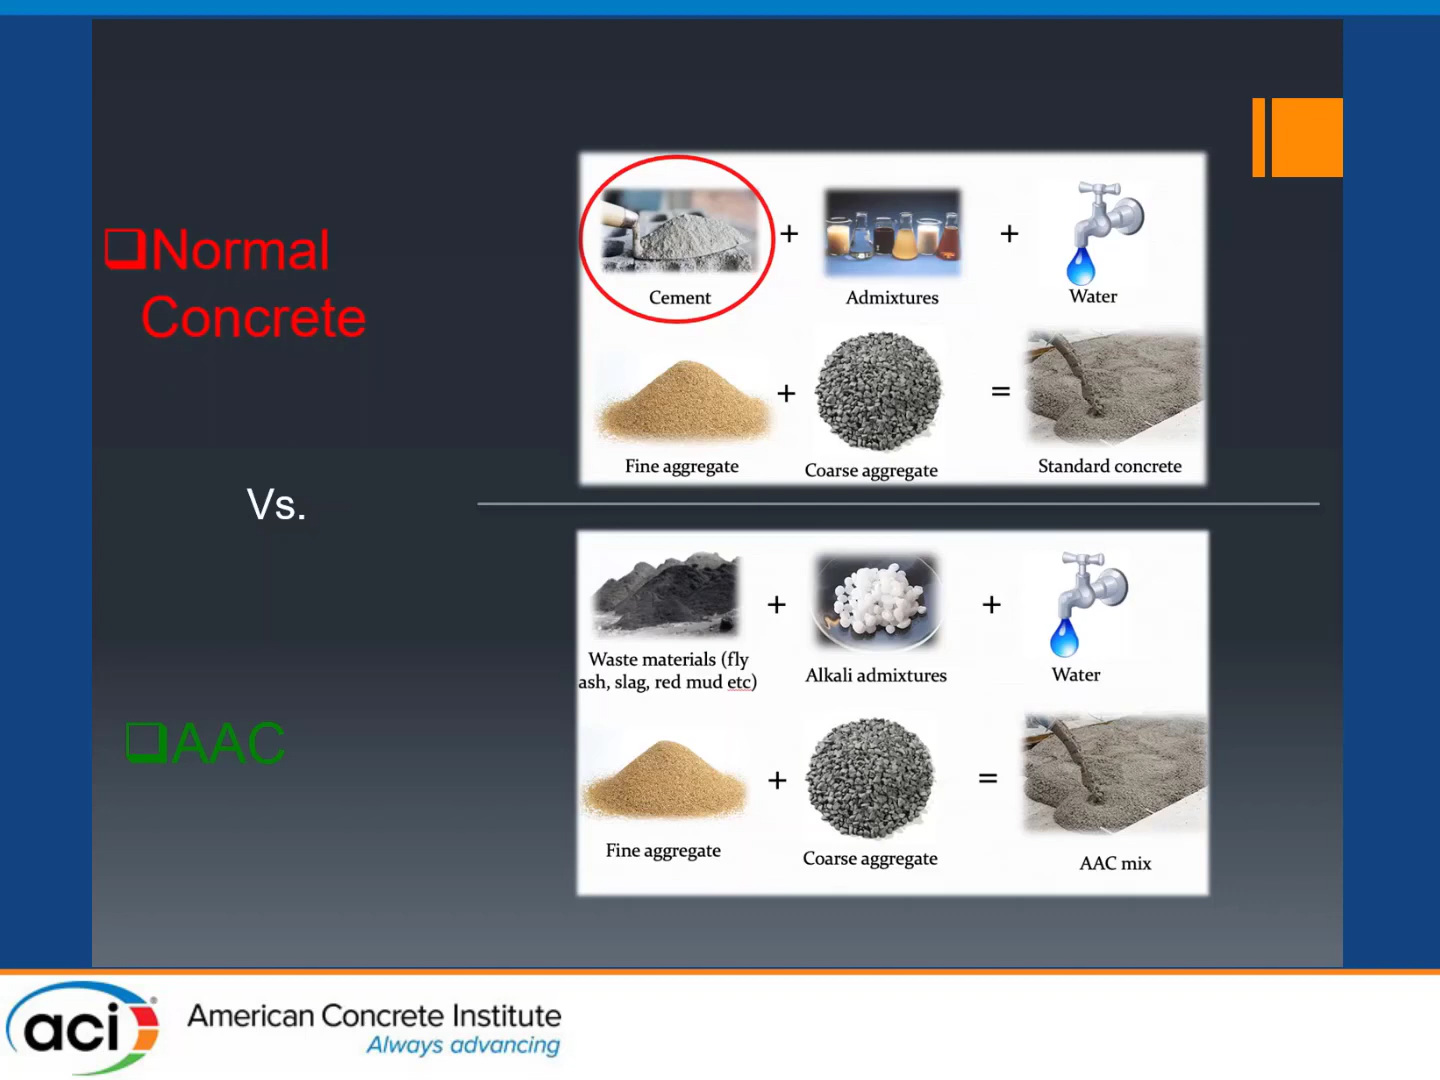 ❑Normal
Concrete
Vs.
❑AAC
+
+
Cement
Admixtures
Water
+
=
Fine aggregate
Coarse aggregate
Standard concrete
+
+
Waste materials (fly
ash, slag, red mud etc)
Alkali admixtures
Water
+
=
Fine aggregate
Coarse aggregate
AAC mix
aci®
American Concrete Institute
Always advancing